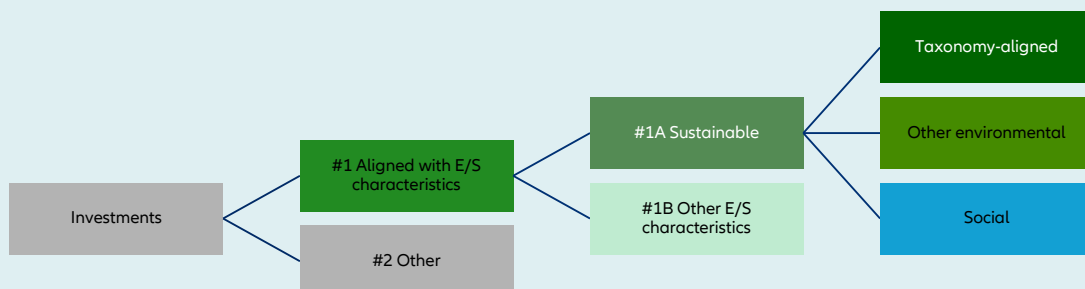 Taxonomy-aligned
#1A Sustainable
Other environmental
#1 Aligned with E/S
characteristics
Investments
#1B Other E/S
characteristics
Social
#2 Other